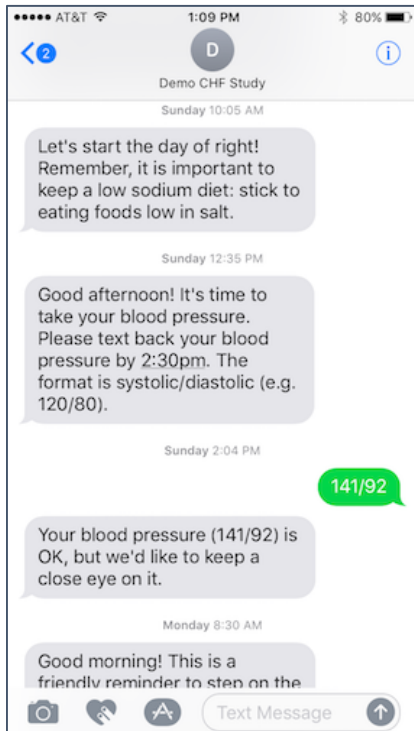 ●●●●● AT&T 1:09 PM 80%
2
D
i
Demo CHF Study
Sunday 10:05 AM
Let's start the day of right!
Remember, it is important to
keep a low sodium diet: stick to
eating foods low in salt.
Sunday 12:35 PM
Good afternoon! It's time to
take your blood pressure.
Please text back your blood
pressure by 2:30pm. The
format is systolic/diastolic (e.g.
120/80).
Sunday 2:04 PM
141/92
Your blood pressure (141/92) is
OK, but we'd like to keep a
close eye on it.
Monday 8:30 AM
Good morning! This is a
friendly reminder to step on the
Text Message